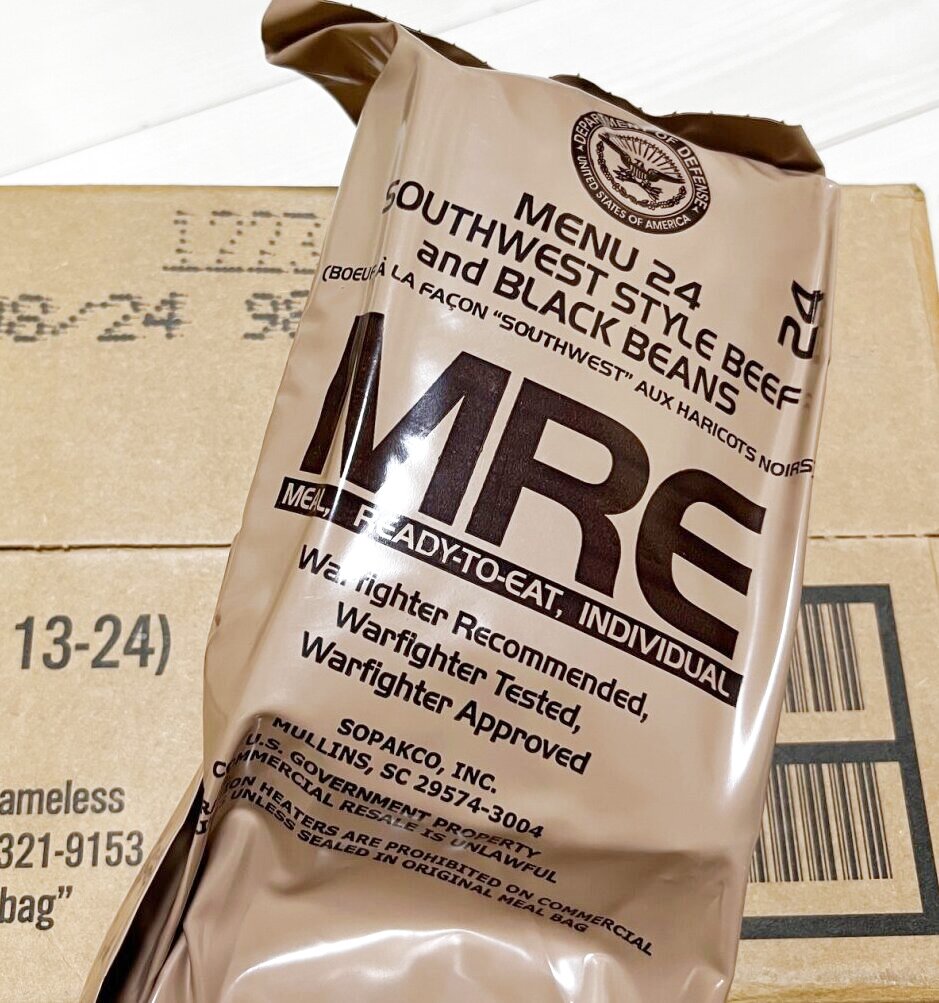 DEPARTMENT OF DEFENSE
UNITED STATES OF AMERICA
MENU 24
SOUTHWEST STYLE BEEF
and BLACK BEANS
(BOEUF À LA FAÇON “SOUTHWEST” AUX HARICOTS NOIRS)
24
MRE
MEAL, READY-TO-EAT, INDIVIDUAL
Warfighter Recommended,
Warfighter Tested,
Warfighter Approved
SOPAKCO, INC.
MULLINS, SC 29574-3004
U.S. GOVERNMENT PROPERTY
COMMERCIAL RESALE IS UNLAWFUL
HEATERS ARE PROHIBITED ON COMMERCIAL
UNLESS SEALED IN ORIGINAL MEAL BAG
8/24
13-24)
ameless
321-9153
bag”